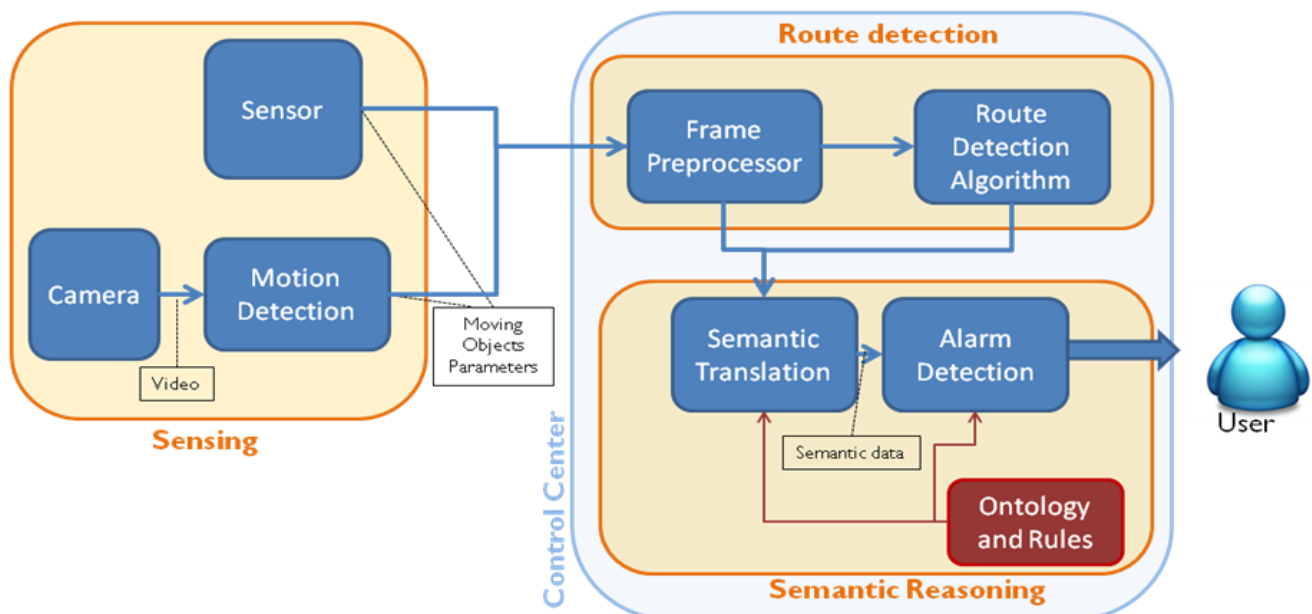 Route detection
Sensor
Frame
Preprocessor
Route
Detection
Algorithm
Camera
Motion
Detection
Moving
Objects
Parameters
Video
Sensing
Semantic
Translation
Alarm
Detection
User
Semantic data
Control Center
Ontology
and Rules
Semantic Reasoning